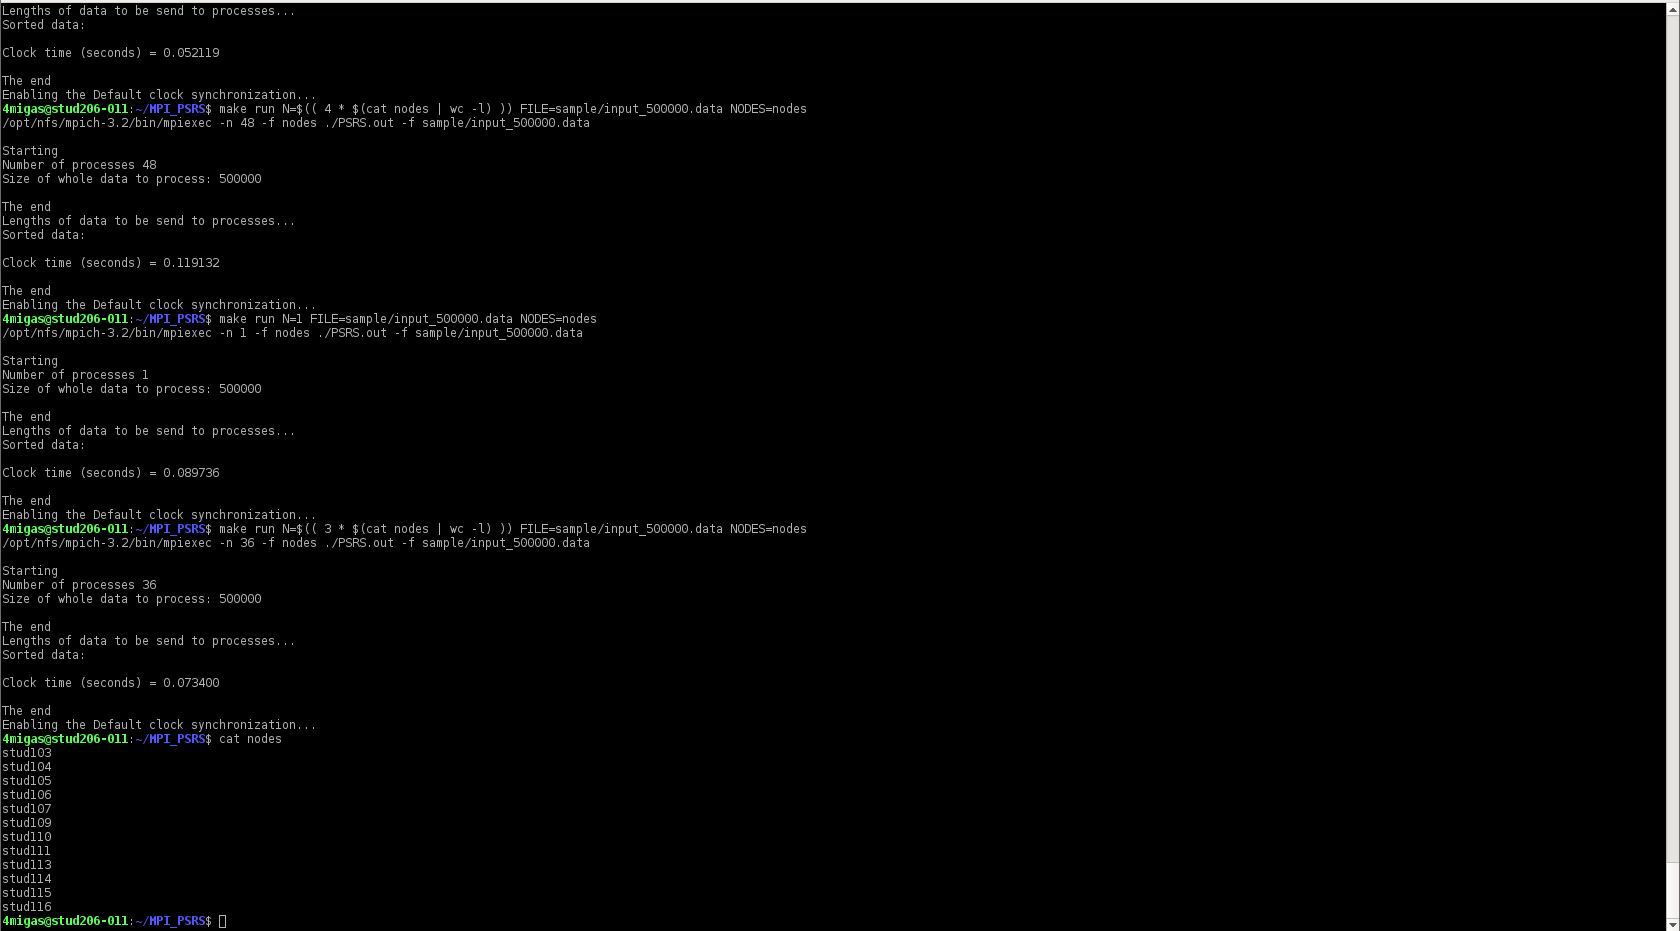 Lengths of data to be send to processes...
Sorted data:
Clock time (seconds) = 0.052119
The end
Enabling the Default clock synchronization...
4migas@stud206-011:~/MPI_PSRS$ make run N=$(( 4 * $(cat nodes | wc -l) )) FILE=sample/input_500000.data NODES=nodes
/opt/nfs/mpich-3.2/bin/mpiexec -n 48 -f nodes ./PSRS.out -f sample/input_500000.data
Starting
Number of processes 48
Size of whole data to process: 500000
The end
Lengths of data to be send to processes...
Sorted data:
Clock time (seconds) = 0.119132
The end
Enabling the Default clock synchronization...
4migas@stud206-011:~/MPI_PSRS$ make run N=1 FILE=sample/input_500000.data NODES=nodes
/opt/nfs/mpich-3.2/bin/mpiexec -n 1 -f nodes ./PSRS.out -f sample/input_500000.data
Starting
Number of processes 1
Size of whole data to process: 500000
The end
Lengths of data to be send to processes...
Sorted data:
Clock time (seconds) = 0.089736
The end
Enabling the Default clock synchronization...
4migas@stud206-011:~/MPI_PSRS$ make run N=$(( 3 * $(cat nodes | wc -l) )) FILE=sample/input_500000.data NODES=nodes
/opt/nfs/mpich-3.2/bin/mpiexec -n 36 -f nodes ./PSRS.out -f sample/input_500000.data
Starting
Number of processes 36
Size of whole data to process: 500000
The end
Lengths of data to be send to processes...
Sorted data:
Clock time (seconds) = 0.073400
The end
Enabling the Default clock synchronization...
4migas@stud206-011:~/MPI_PSRS$ cat nodes
stud103
stud104
stud105
stud106
stud107
stud109
stud110
stud111
stud113
stud114
stud115
stud116
4migas@stud206-011:~/MPI_PSRS$